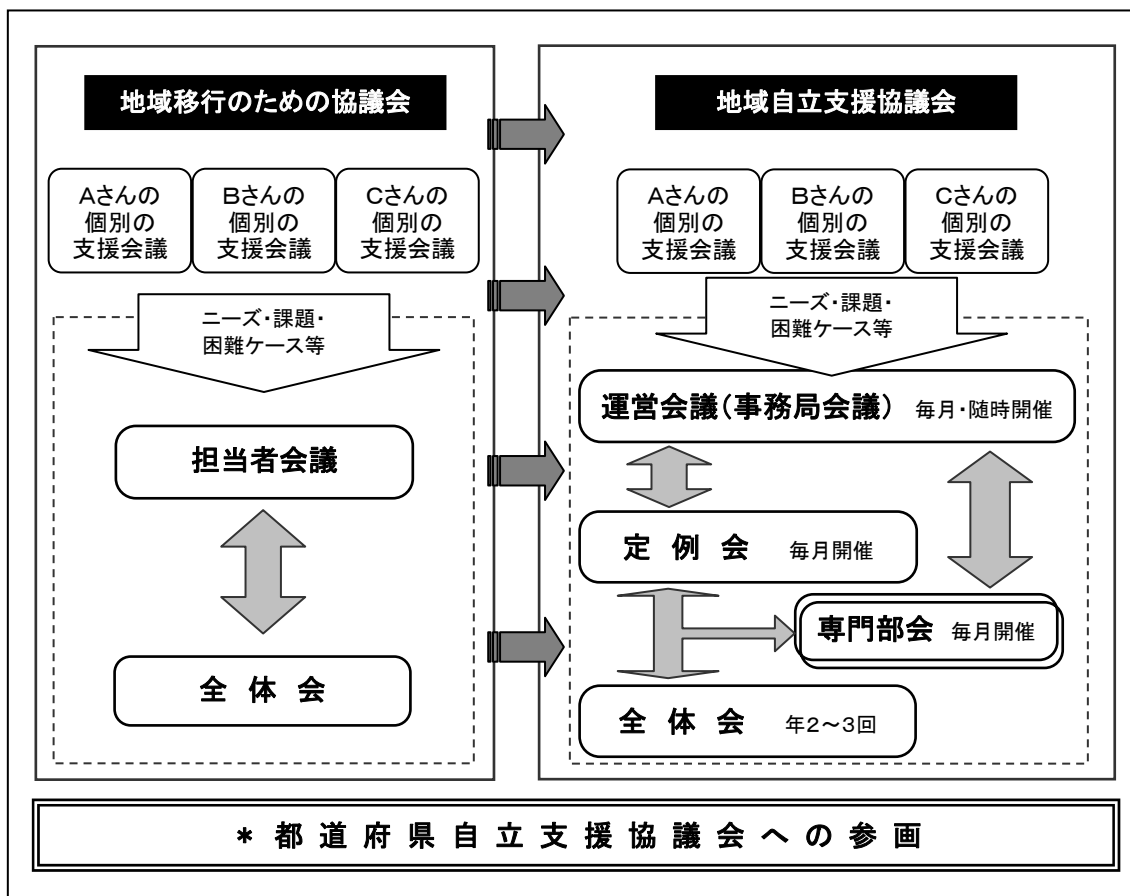 地域移行のための協議会
Aさんの
個別の
支援会議
Bさんの
個別の
支援会議
Cさんの
個別の
支援会議
ニーズ・課題・
困難ケース等
担当者会議
全体会
地域自立支援協議会
Aさんの
個別の
支援会議
Bさんの
個別の
支援会議
Cさんの
個別の
支援会議
ニーズ・課題・
困難ケース等
運営会議(事務局会議) 毎月・随時開催
定例会 毎月開催
専門部会 毎月開催
全体会 年2~3回
*都道府県自立支援協議会への参画